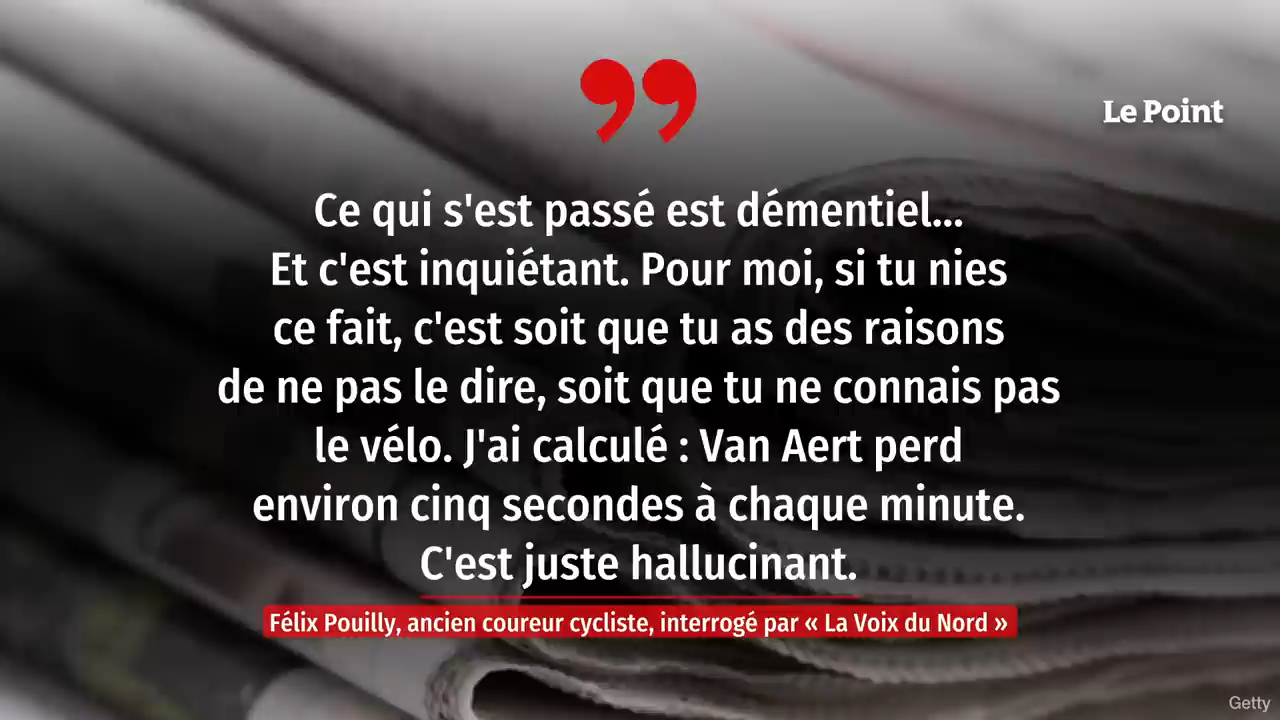 ”
Le Point
Ce qui s'est passé est démentiel...
Et c'est inquiétant. Pour moi, si tu nies
ce fait, c'est soit que tu as des raisons
de ne pas le dire, soit que tu ne connais pas
le vélo. J'ai calculé : Van Aert perd
environ cinq secondes à chaque minute.
C'est juste hallucinant.
Félix Pouilly, ancien coureur cycliste, interrogé par « La Voix du Nord »
Getty